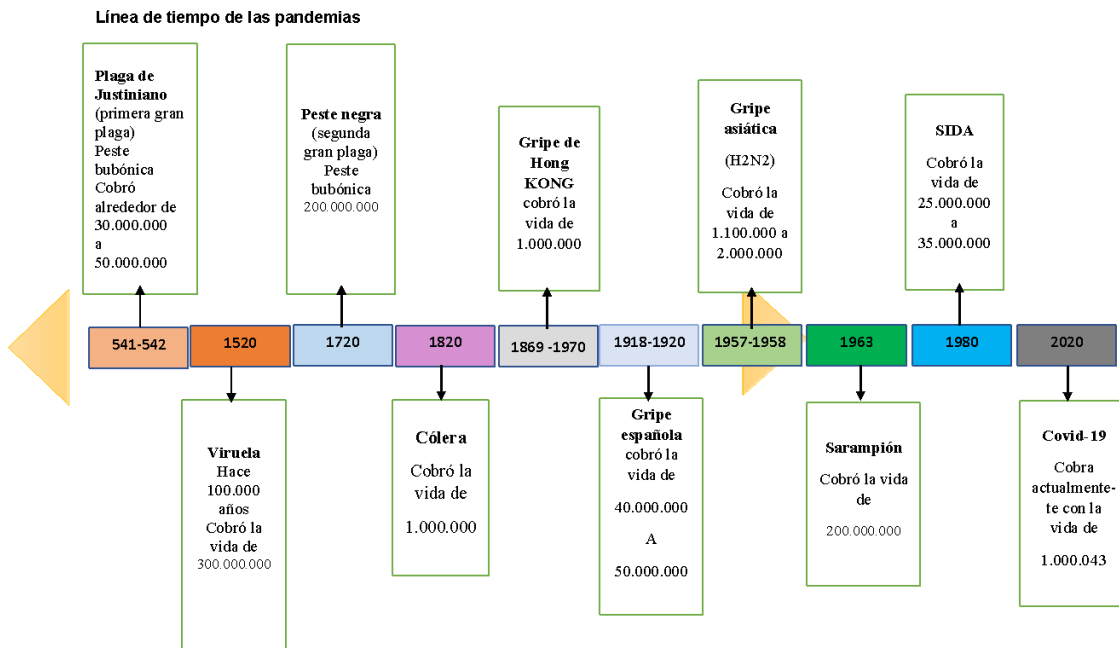 Línea de tiempo de las pandemias
Plaga de
Justiniano
(primera gran
plaga)
Peste
bubónica
Cobró
alrededor de
30.000.000
a
50.000.000
Peste negra
(segunda
gran plaga)
Peste
bubónica
200.000.000
Gripe de
Hong
KONG
cobró la
vida de
1.000.000
Gripe
asiática
(H2N2)
Cobró la
vida de
1.100.000 a
2.000.000
SIDA
Cobró la
vida de
25.000.000
a
35.000.000
541-542
1520
1720
1820
1869 -1970
1918-1920
1957-1958
1963
1980
2020
Viruela
Hace
100.000
años
Cobró la
vida de
300.000.000
Cólera
Cobró la
vida de
1.000.000
Gripe
española
cobró la
vida de
40.000.000
A
50.000.000
Sarampión
Cobró la vida
de
200.000.000
Covid-19
Cobra
actualmente-
te con la
vida de
1.000.043